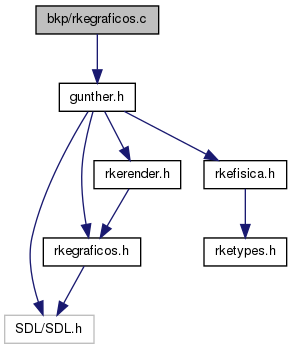 bkp/rkegraficos.c
gunther.h
rkerender.h
rkefisica.h
rkegraficos.h
rketypes.h
SDL/SDL.h